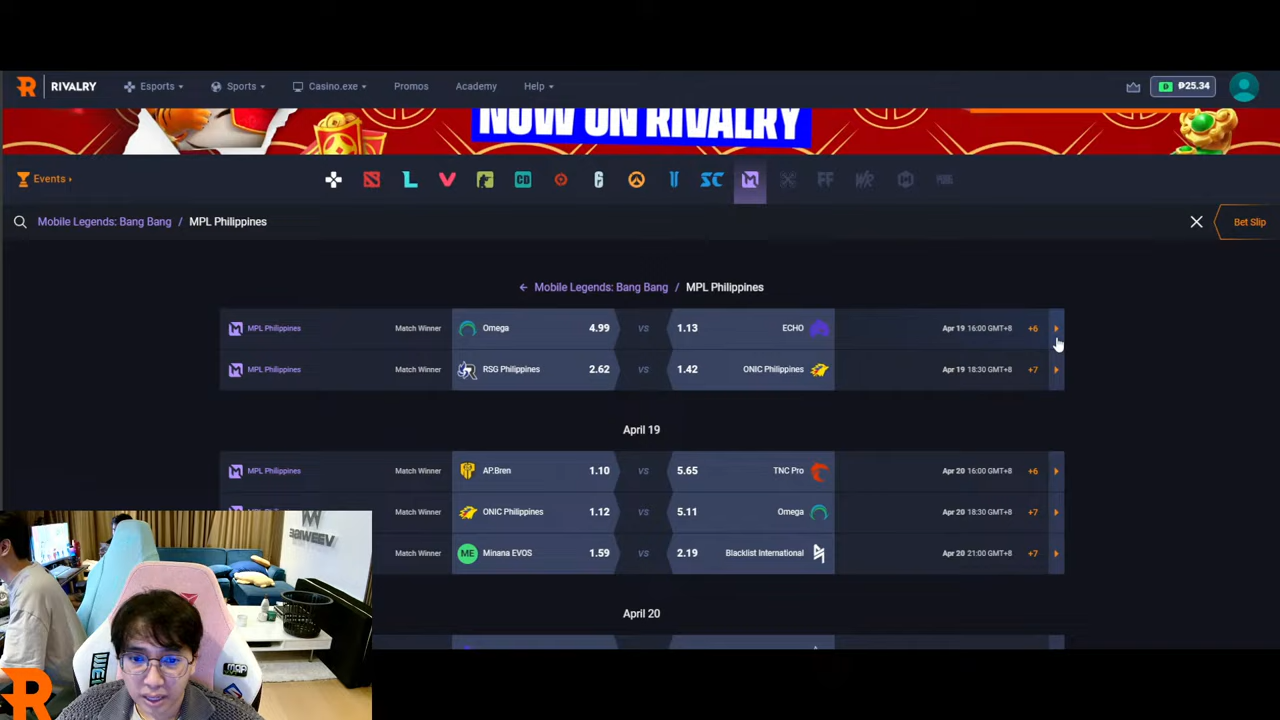 RIVALRY Esports Sports Casino.exe Promos Academy Help ₱25.34
NOW ON RIVALRY
Events
Mobile Legends: Bang Bang / MPL Philippines Bet Slip
Mobile Legends: Bang Bang / MPL Philippines
MPL Philippines Match Winner Omega 4.99 VS 1.13 ECHO Apr 19 16:00 GMT+8 +6
MPL Philippines Match Winner RSG Philippines 2.62 VS 1.42 ONIC Philippines Apr 19 18:30 GMT+8 +7
April 19
MPL Philippines Match Winner AP.Bren 1.10 VS 5.65 TNC Pro Apr 20 16:00 GMT+8 +6
Match Winner ONIC Philippines 1.12 VS 5.11 Omega Apr 20 18:30 GMT+8 +7
Match Winner ME Minana EVOS 1.59 VS 2.19 Blacklist International Apr 20 21:00 GMT+8 +7
April 20